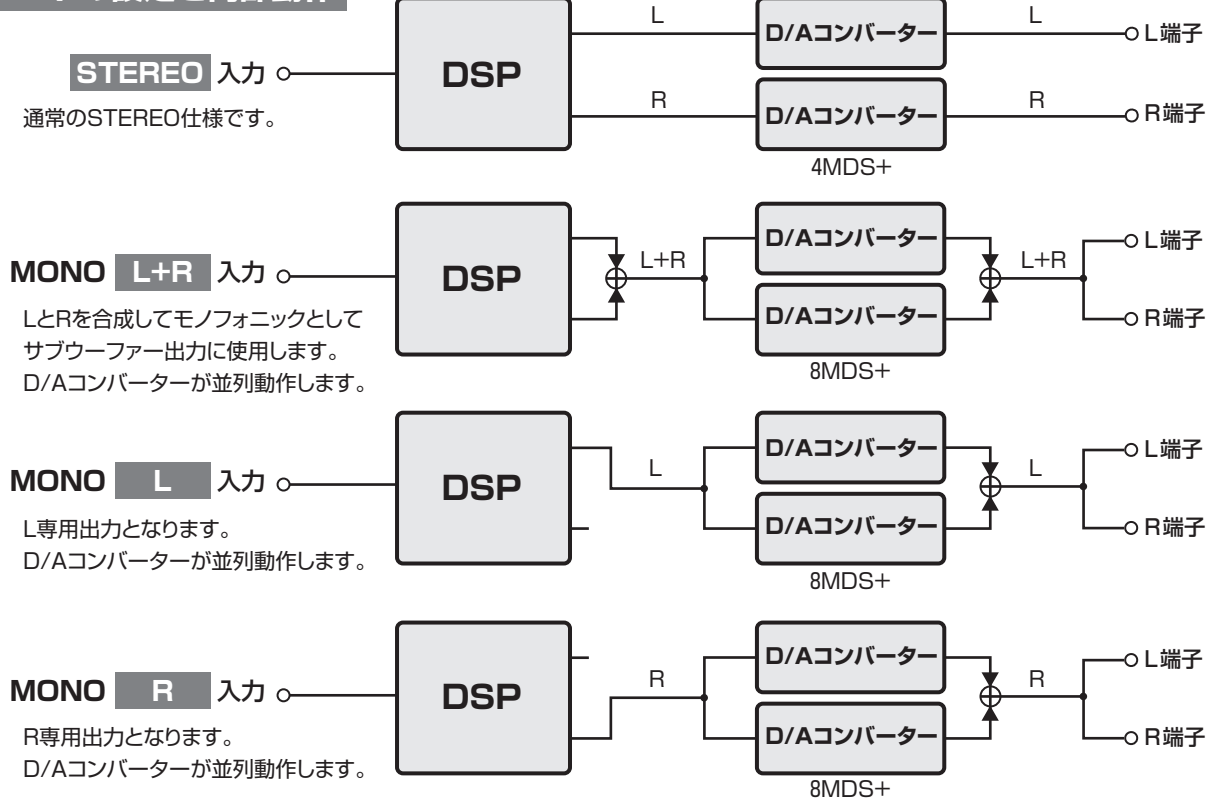 STEREO 入力
通常のSTEREO仕様です。
DSP
L
R
D/Aコンバーター
D/Aコンバーター
4MDS+
L
R
L端子
R端子
MONO L+R 入力
LとRを合成してモノフォニックとして
サブウーファー出力に使用します。
D/Aコンバーターが並列動作します。
DSP
L+R
D/Aコンバーター
D/Aコンバーター
8MDS+
L+R
L端子
R端子
MONO L 入力
L専用出力となります。
D/Aコンバーターが並列動作します。
DSP
L
D/Aコンバーター
D/Aコンバーター
8MDS+
L
L端子
R端子
MONO R 入力
R専用出力となります。
D/Aコンバーターが並列動作します。
DSP
R
D/Aコンバーター
D/Aコンバーター
8MDS+
R
L端子
R端子